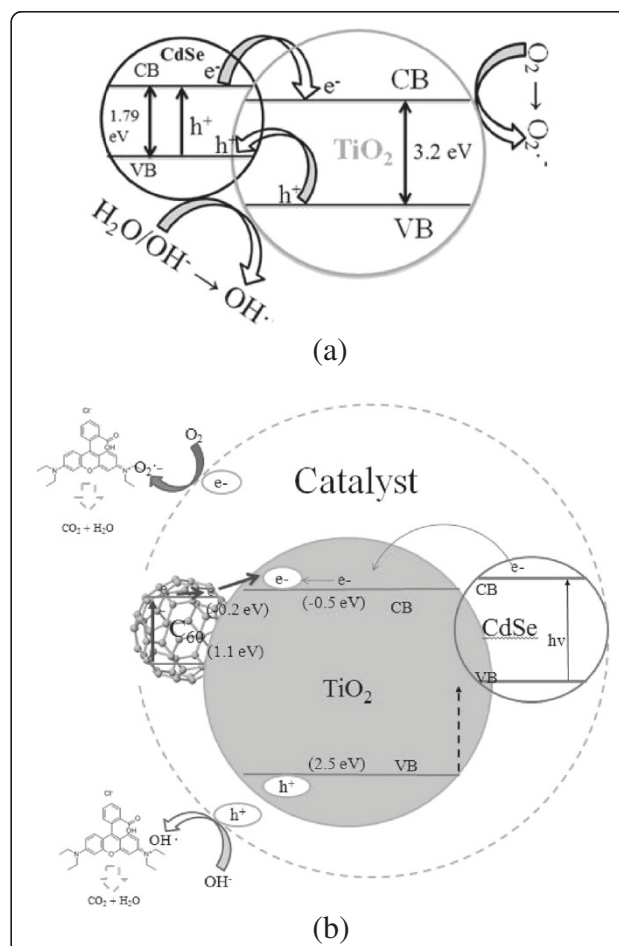 CdSe
CB
e-
e-
CB
O₂ → O₂·⁻
1.79 eV
h+
h+
TiO₂
3.2 eV
VB
h+
VB
H₂O/OH- → OH·
(a)
Cl-
O
OH
O
N
N
O₂·-
O₂
e-
CO₂ + H₂O
Catalyst
e-
e-
e-
(-0.2 eV)
(-0.5 eV)
CB
CB
C₆₀
(1.1 eV)
CdSe
hv
VB
TiO₂
(2.5 eV)
VB
h+
h+
Cl-
O
OH
O
N
N
OH·
OH-
CO₂ + H₂O
(b)